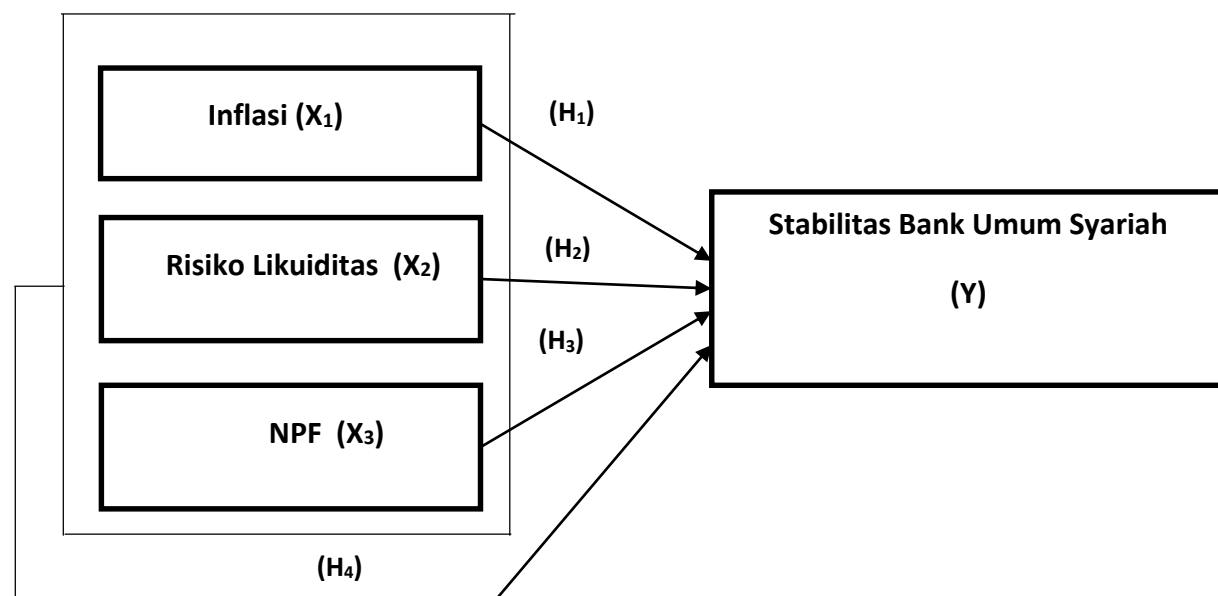 Inflasi (X₁)
(H₁)
Stabilitas Bank Umum Syariah
(Y)
Risiko Likuiditas (X₂)
(H₂)
(H₃)
NPF (X₃)
(H₄)